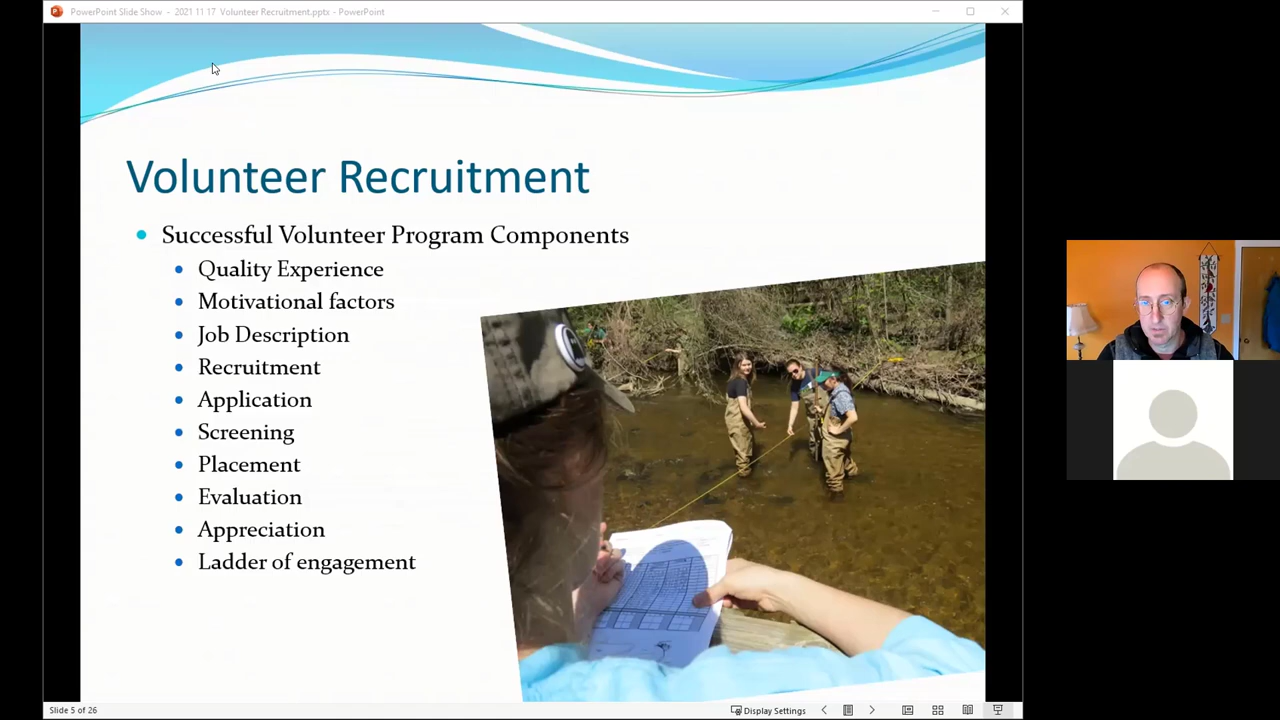 PowerPoint Slide Show - 2021 11 17 Volunteer Recruitment.pptx - PowerPoint
Volunteer Recruitment
Successful Volunteer Program Components
Quality Experience
Motivational factors
Job Description
Recruitment
Application
Screening
Placement
Evaluation
Appreciation
Ladder of engagement
Slide 5 of 26
Display Settings